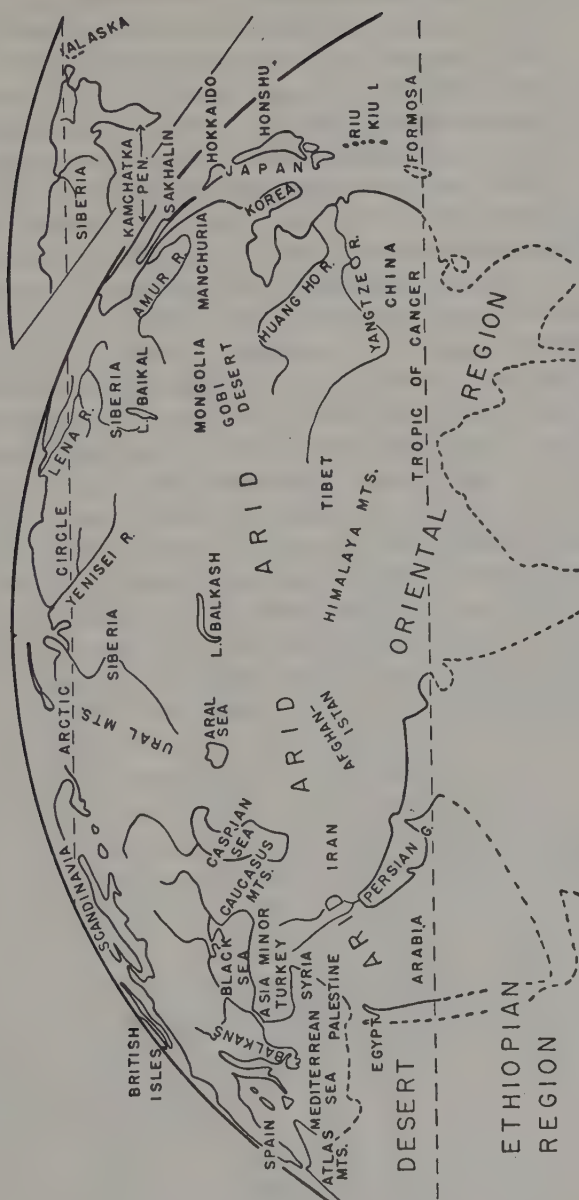 ALASKA
SIBERIA
KAMCHATKA
PEN.
SAKHALIN
HOKKAIDO
HONSHU
JAPAN
RIU
KIU I.
FORMOSA
KOREA
AMUR R.
MANCHURIA
HUANG HO R.
YANGTZE R.
CHINA
TROPIC OF CANCER
LENA R.
SIBERIA
L. BAIKAL
MONGOLIA
GOBI
DESERT
ARID
TIBET
HIMALAYA MTS.
ORIENTAL REGION
ARCTIC CIRCLE
YENISEI R.
SIBERIA
URAL MTS.
L. BALKASH
ARAL
SEA
ARID
AFGHAN-
ISTAN
SCANDINAVIA
CASPIAN
SEA
CAUCASUS
MTS.
IRAN
PERSIAN G.
BRITISH
ISLES
BLACK
SEA
ASIA MINOR
TURKEY
SYRIA
PALESTINE
ARID
ARABIA
BALKANS
SPAIN
MEDITERREAN
SEA
ATLAS
MTS.
EGYPT
DESERT
ETHIOPIAN
REGION